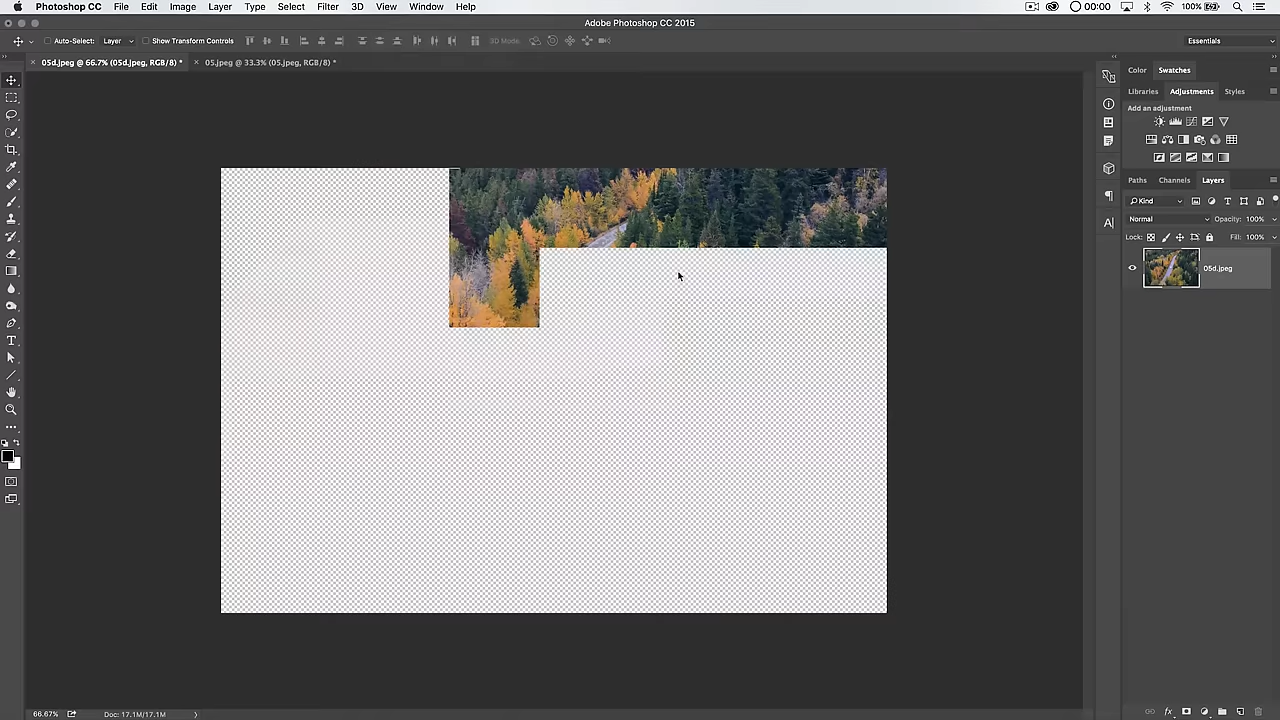 Photoshop CC File Edit Image Layer Type Select Filter 3D View Window Help 00:00 100%
Adobe Photoshop CC 2015
Auto-Select: Layer Show Transform Controls 3D Mode: Essentials
05d.jpeg @ 66.7% (05d.jpeg, RGB/8) * × 05.jpeg @ 33.3% (05.jpeg, RGB/8) *
Color Swatches
Libraries Adjustments Styles
Add an adjustment
Properties Channels Layers
Kind
Normal Opacity: 100%
Lock: Fill: 100%
05d.jpeg
66.67% Doc: 17.1M/17.1M